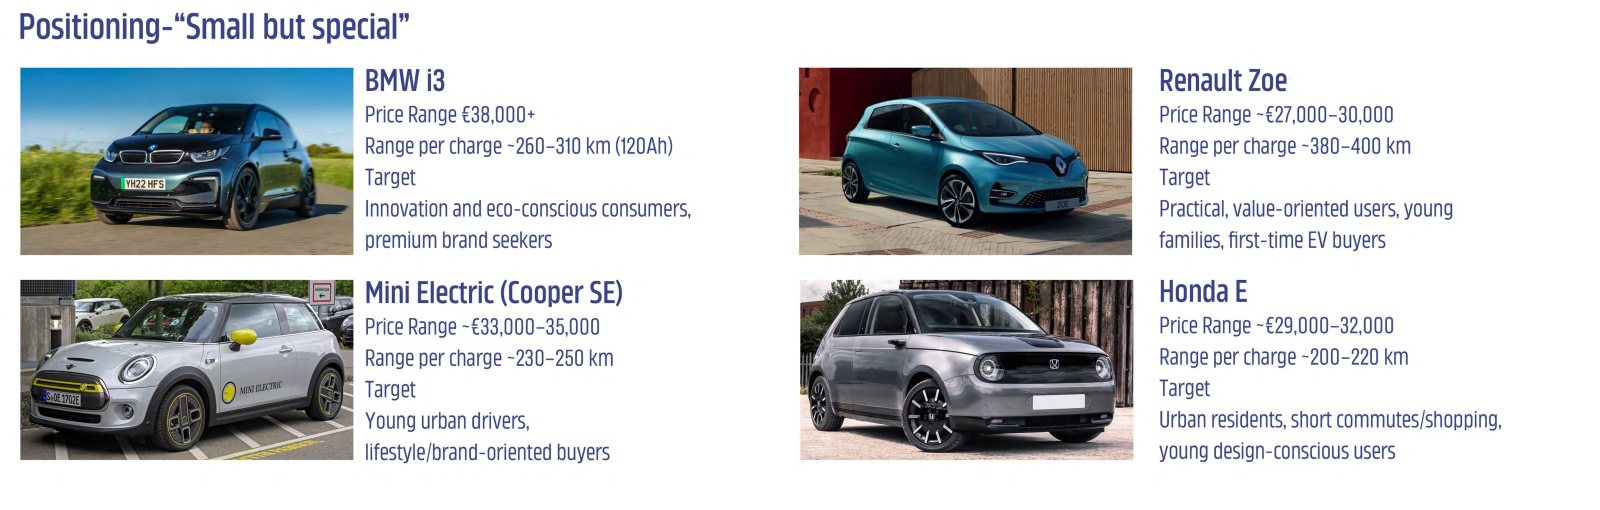 Positioning-“Small but special”
BMW i3
Price Range €38,000+
Range per charge ~260–310 km (120Ah)
Target
Innovation and eco-conscious consumers,
premium brand seekers
YH22 HFS
Renault Zoe
Price Range ~€27,000–30,000
Range per charge ~380–400 km
Target
Practical, value-oriented users, young
families, first-time EV buyers
ZOE
Mini Electric (Cooper SE)
Price Range ~€33,000–35,000
Range per charge ~230–250 km
Target
Young urban drivers,
lifestyle/brand-oriented buyers
MINI ELECTRIC
Honda E
Price Range ~€29,000–32,000
Range per charge ~200–220 km
Target
Urban residents, short commutes/shopping,
young design-conscious users